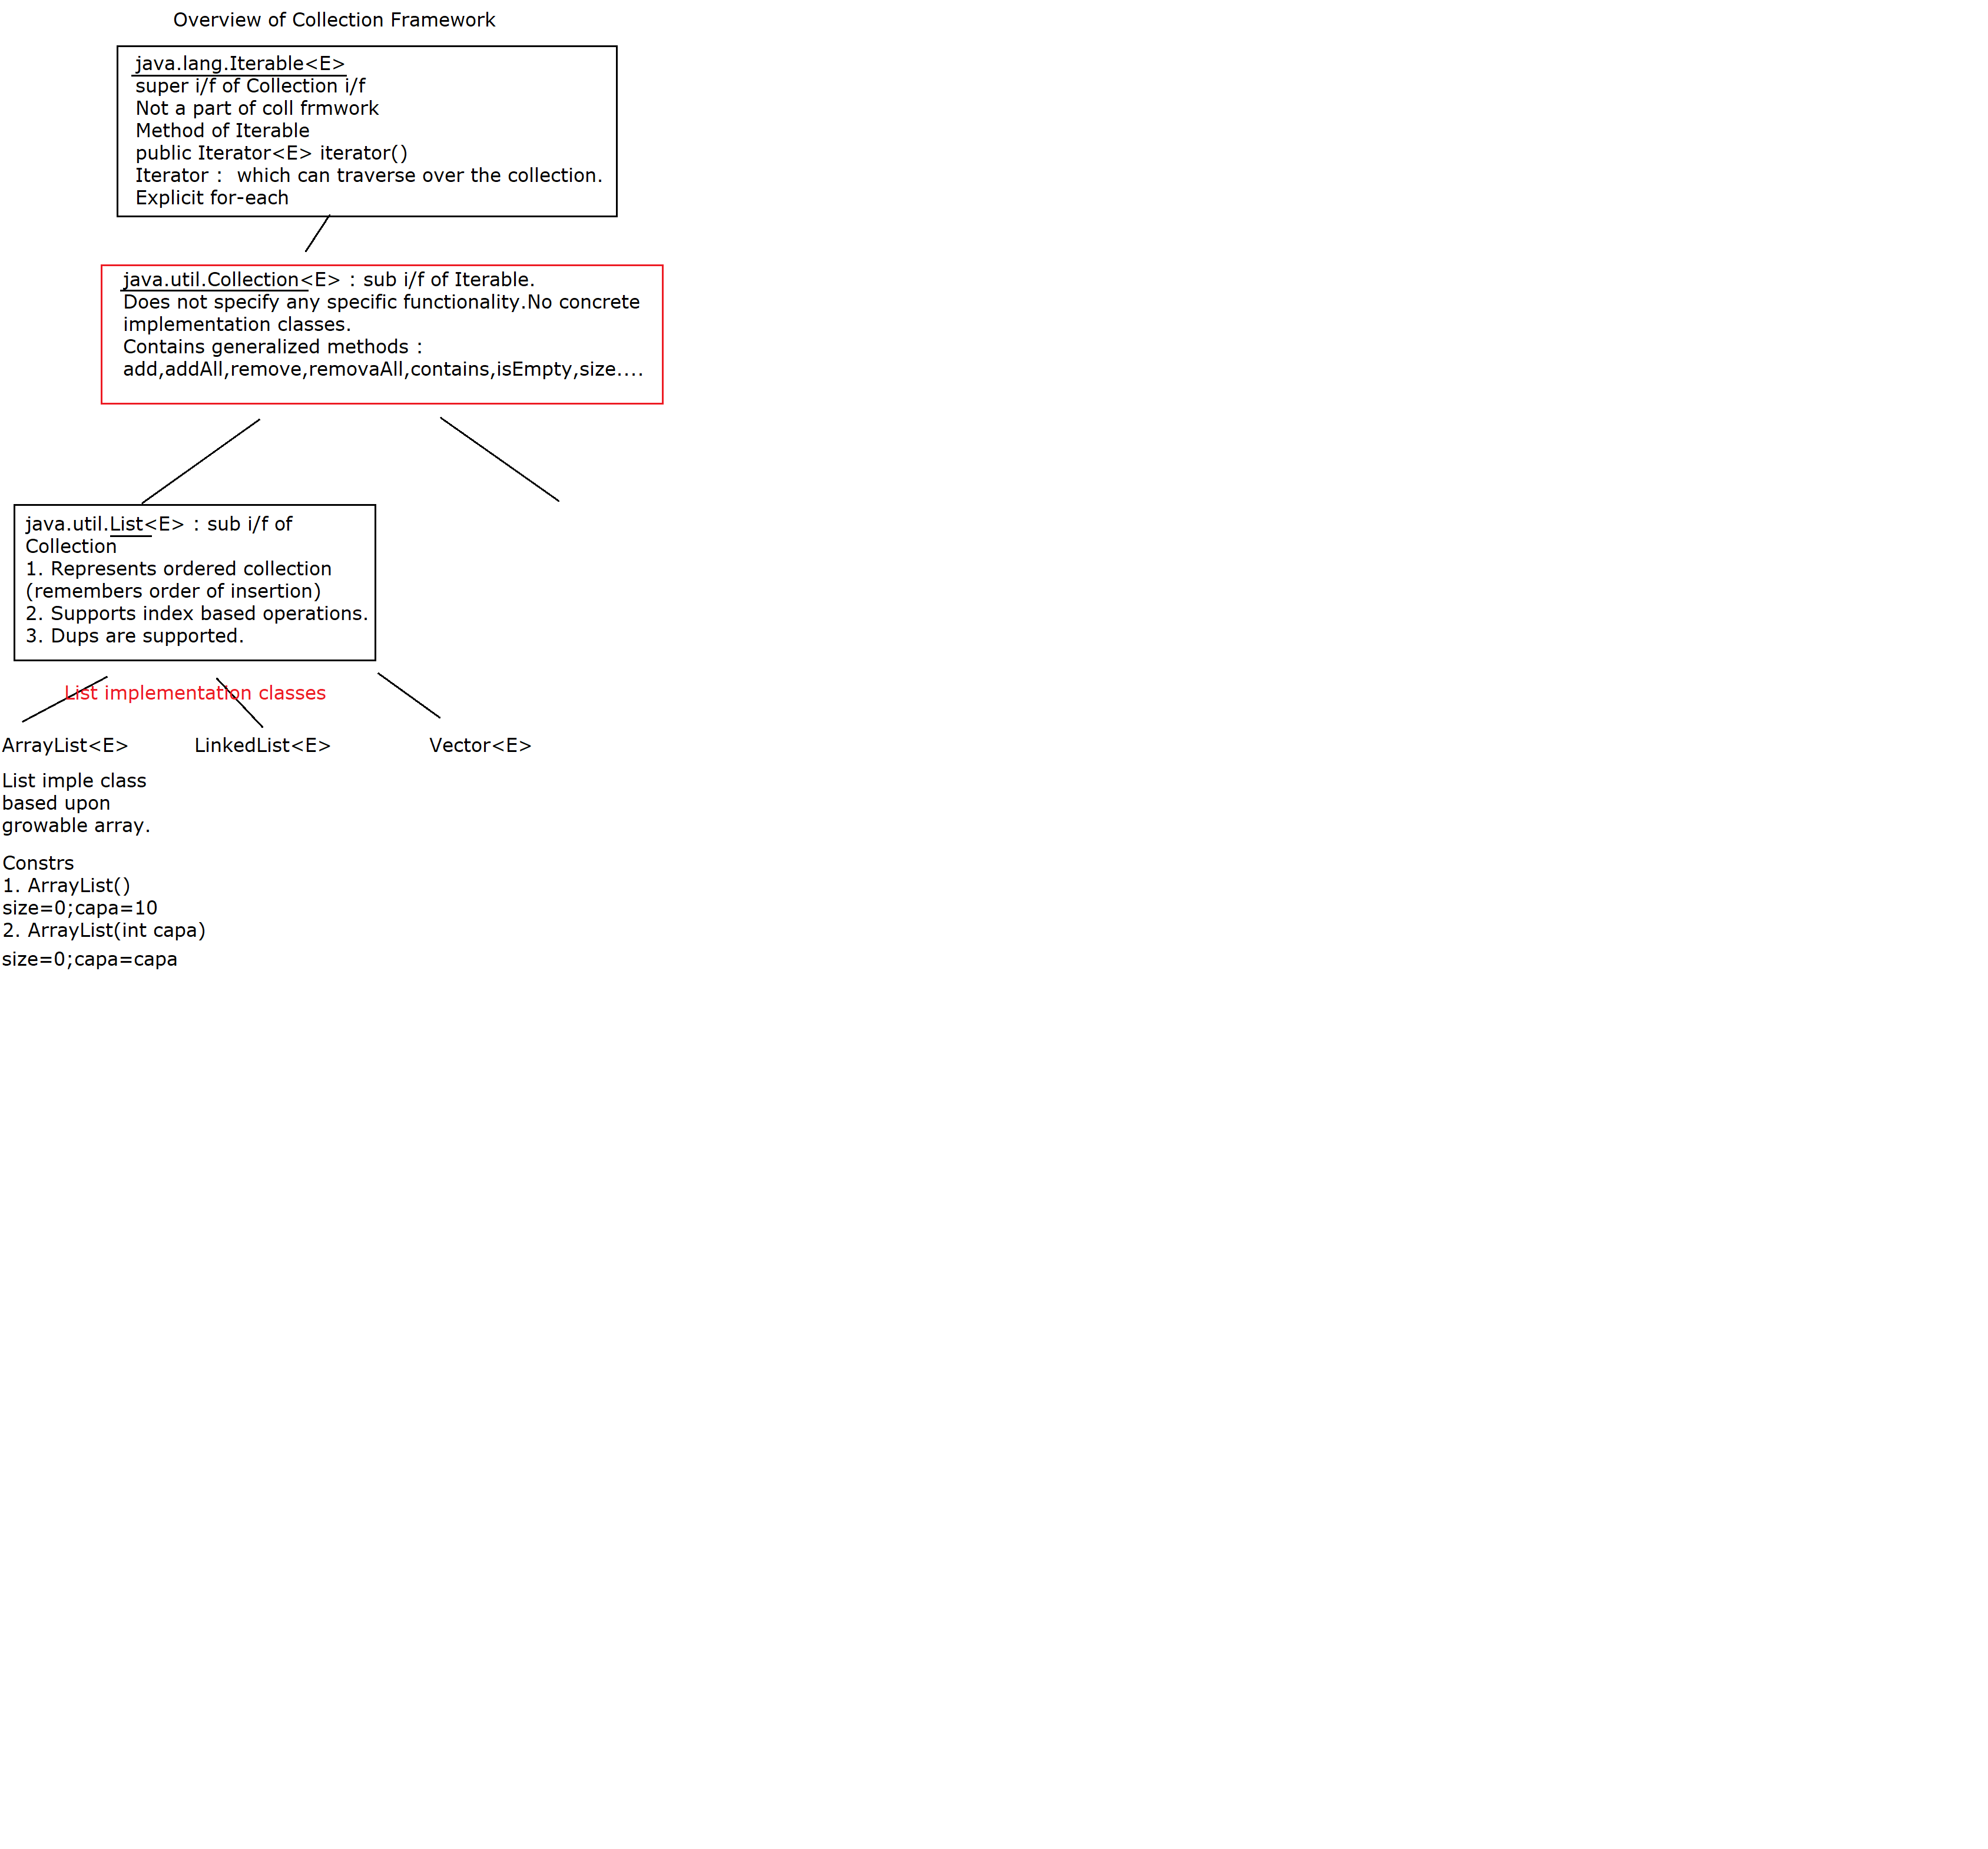 Overview of Collection Framework
java.lang.Iterable<E>
super i/f of Collection i/f
Not a part of coll frmwork
Method of Iterable
public Iterator<E> iterator()
Iterator :  which can traverse over the collection.
Explicit for-each
java.util.Collection<E> : sub i/f of Iterable.
Does not specify any specific functionality.No concrete
implementation classes.
Contains generalized methods :
add,addAll,remove,removaAll,contains,isEmpty,size....
java.util.List<E> : sub i/f of
Collection
1. Represents ordered collection
(remembers order of insertion)
2. Supports index based operations.
3. Dups are supported.
List implementation classes
ArrayList<E>
LinkedList<E>
Vector<E>
List imple class
based upon
growable array.
Constrs
1. ArrayList()
size=0;capa=10
2. ArrayList(int capa)
size=0;capa=capa